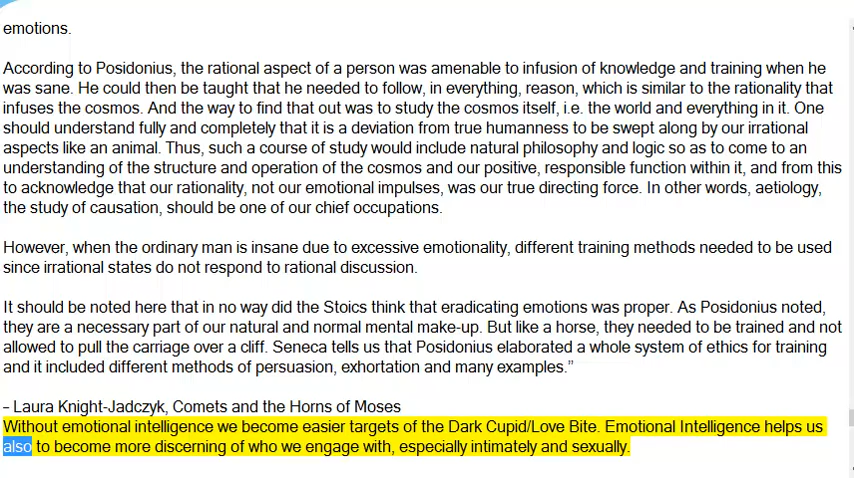 emotions.
According to Posidonius, the rational aspect of a person was amenable to infusion of knowledge and training when he
was sane. He could then be taught that he needed to follow, in everything, reason, which is similar to the rationality that
infuses the cosmos. And the way to find that out was to study the cosmos itself, i.e. the world and everything in it. One
should understand fully and completely that it is a deviation from true humanness to be swept along by our irrational
aspects like an animal. Thus, such a course of study would include natural philosophy and logic so as to come to an
understanding of the structure and operation of the cosmos and our positive, responsible function within it, and from this
to acknowledge that our rationality, not our emotional impulses, was our true directing force. In other words, aetiology,
the study of causation, should be one of our chief occupations.
However, when the ordinary man is insane due to excessive emotionality, different training methods needed to be used
since irrational states do not respond to rational discussion.
It should be noted here that in no way did the Stoics think that eradicating emotions was proper. As Posidonius noted,
they are a necessary part of our natural and normal mental make-up. But like a horse, they needed to be trained and not
allowed to pull the carriage over a cliff. Seneca tells us that Posidonius elaborated a whole system of ethics for training
and it included different methods of persuasion, exhortation and many examples.”
– Laura Knight-Jadczyk, Comets and the Horns of Moses
Without emotional intelligence we become easier targets of the Dark Cupid/Love Bite. Emotional Intelligence helps us
also to become more discerning of who we engage with, especially intimately and sexually.